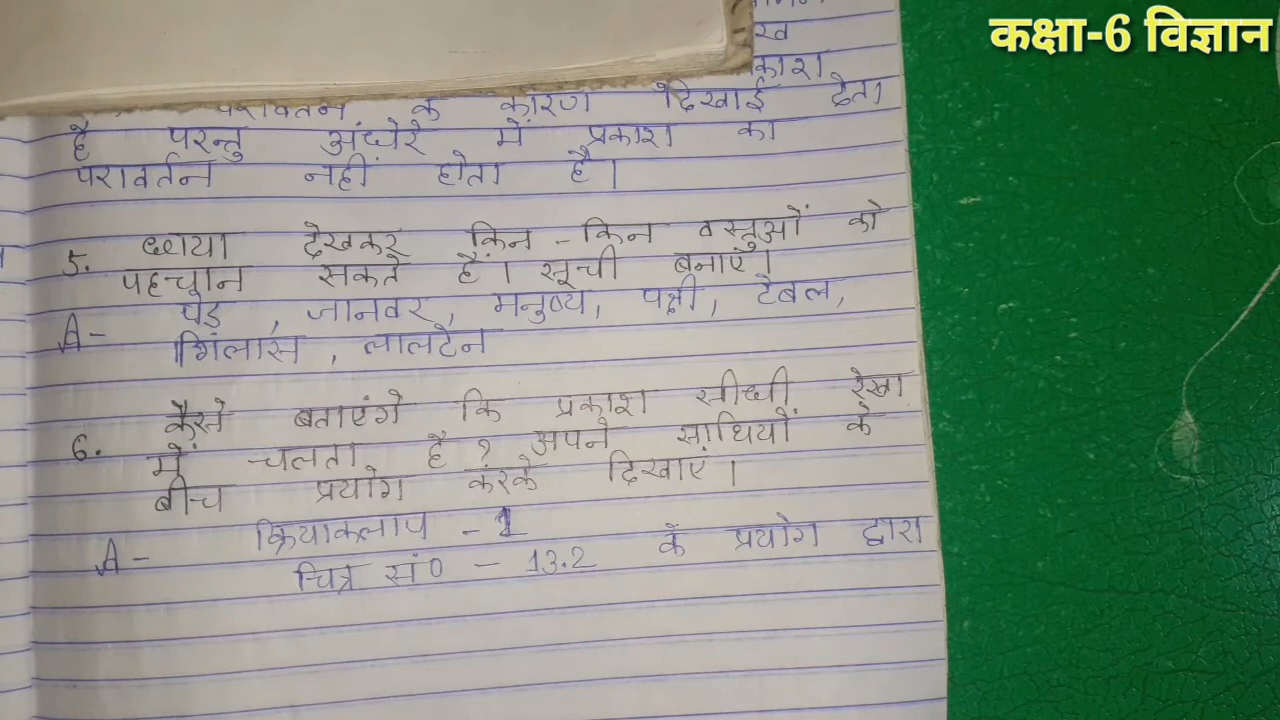 कक्षा-6 विज्ञान
ख
काश
परावर्तन के कारण दिखाई देता
है परन्तु अंधेरे में प्रकाश का
परावर्तन नहीं होता है।
5. छाया देखकर किन-किन वस्तुओं को
पहचान सकते हैं। सूची बनाएँ।
A- पेड़, जानवर, मनुष्य, पक्षी, टेबल,
गिलास, लालटेन
6. कैसे बताएंगे कि प्रकाश सीधी रेखा
में चलता है? अपने साथियों के
बीच प्रयोग करके दिखाएं।
A- क्रियाकलाप -1
चित्र सं० - 13.2 के प्रयोग द्वारा